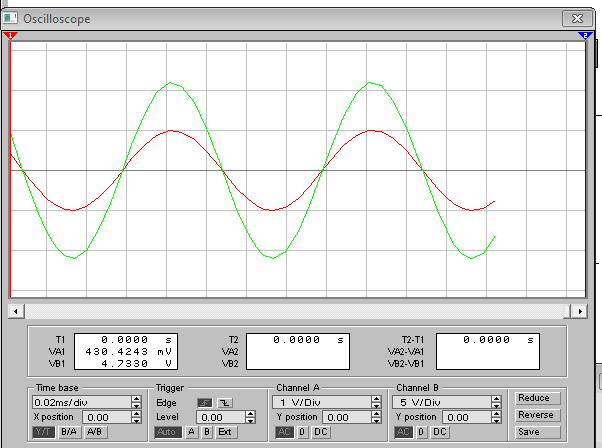 Oscilloscope
1 2
T1 0.0000 s T2 0.0000 s T2-T1 0.0000 s
VA1 430.4243 mV VA2 VA2-VA1
VB1 4.7330 V VB2 VB2-VB1
Time base Trigger Channel A Channel B Reduce
0.02ms/div Edge 1 V/Div 5 V/Div Reverse
X position 0.00 Level 0.00 Y position 0.00 Y position 0.00
Y/T B/A A/B Auto A B Ext AC 0 DC AC 0 DC Save